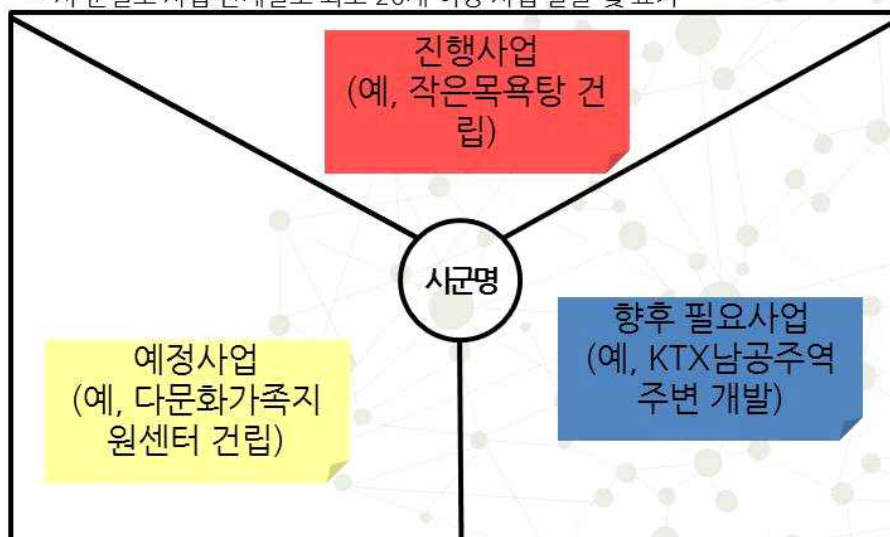 진행사업
(예, 작은목욕탕 건
립)
시군명
예정사업
(예, 다문화가족지
원센터 건립)
향후 필요사업
(예, KTX남공주역
주변 개발)